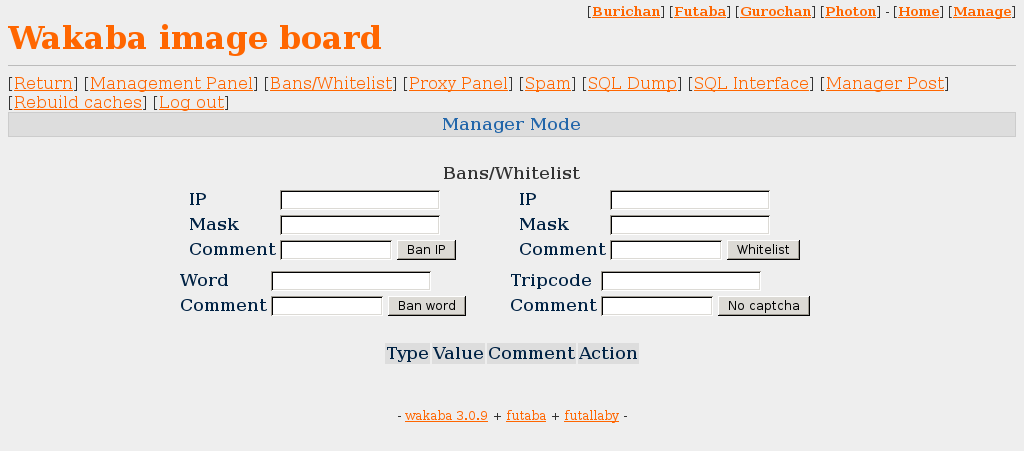 [Burichan] [Futaba] [Gurochan] [Photon] - [Home] [Manage]
Wakaba image board
[Return] [Management Panel] [Bans/Whitelist] [Proxy Panel] [Spam] [SQL Dump] [SQL Interface] [Manager Post]
[Rebuild caches] [Log out]
Manager Mode
Bans/Whitelist
IP IP
Mask Mask
Comment Ban IP Comment Whitelist
Word Tripcode
Comment Ban word Comment No captcha
Type Value Comment Action
- wakaba 3.0.9 + futaba + futallaby -